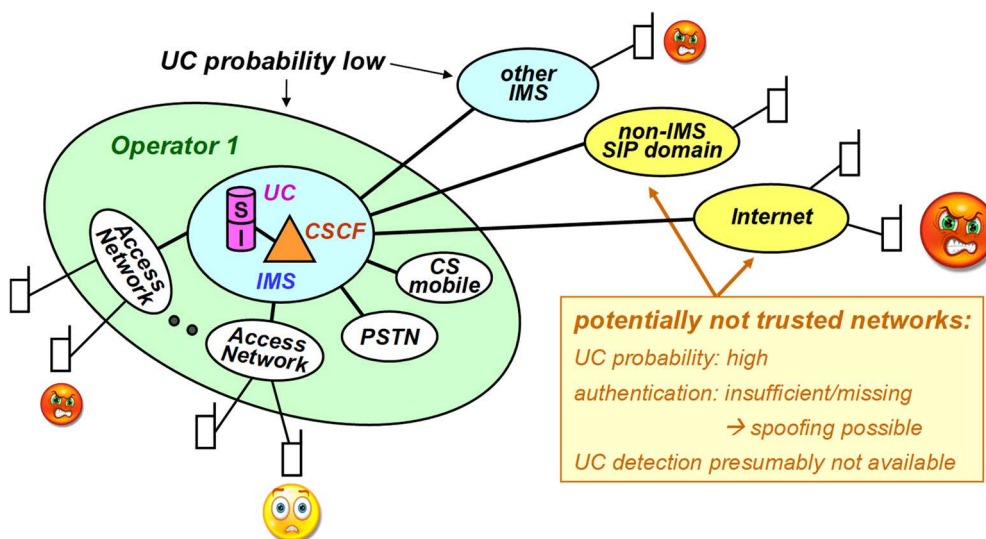 UC probability low
other
IMS
non-IMS
SIP domain
Operator 1
UC
S
I
CSCF
IMS
Internet
Access
Network
CS
mobile
Access
Network
PSTN
potentially not trusted networks:
UC probability: high
authentication: insufficient/missing
→ spoofing possible
UC detection presumably not available